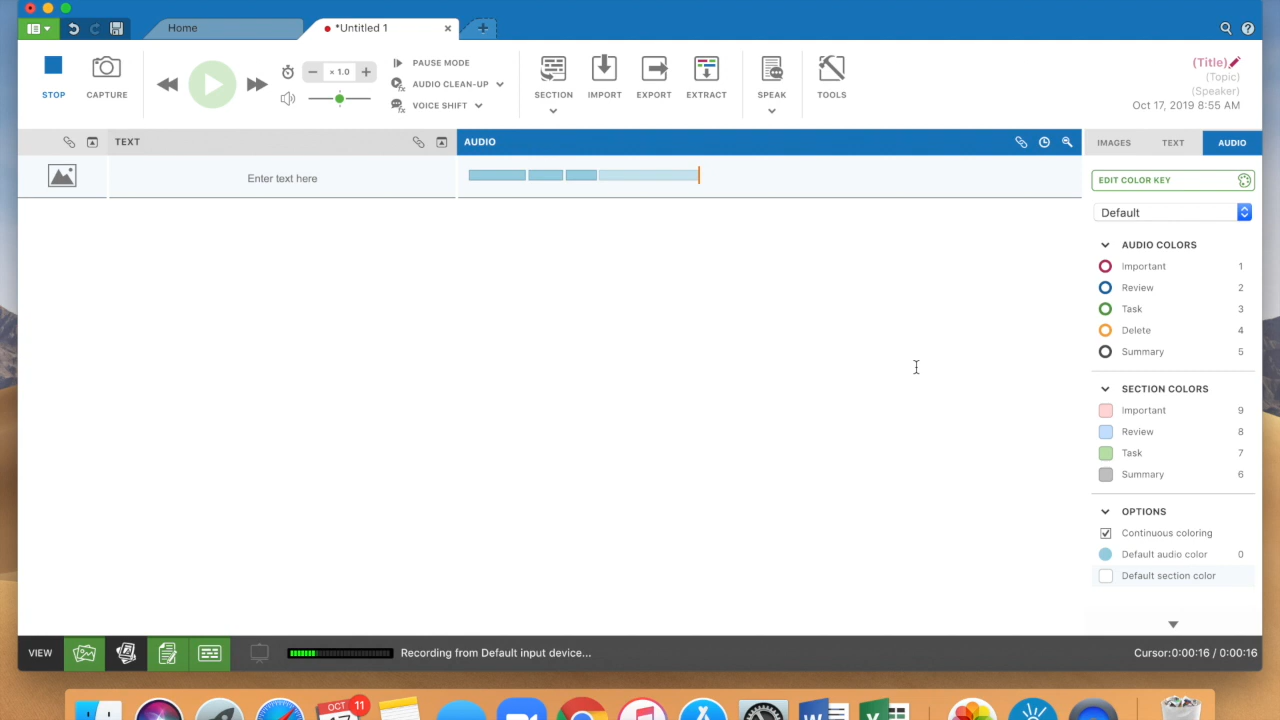 Home
*Untitled 1
STOP
CAPTURE
× 1.0
PAUSE MODE
AUDIO CLEAN-UP
VOICE SHIFT
SECTION
IMPORT
EXPORT
EXTRACT
SPEAK
TOOLS
(Title)
(Topic)
(Speaker)
Oct 17, 2019 8:55 AM
TEXT
AUDIO
IMAGES
TEXT
AUDIO
Enter text here
EDIT COLOR KEY
Default
AUDIO COLORS
Important 1
Review 2
Task 3
Delete 4
Summary 5
SECTION COLORS
Important 9
Review 8
Task 7
Summary 6
OPTIONS
Continuous coloring
Default audio color 0
Default section color
VIEW
Recording from Default input device...
Cursor:0:00:16 / 0:00:16
OCT
11